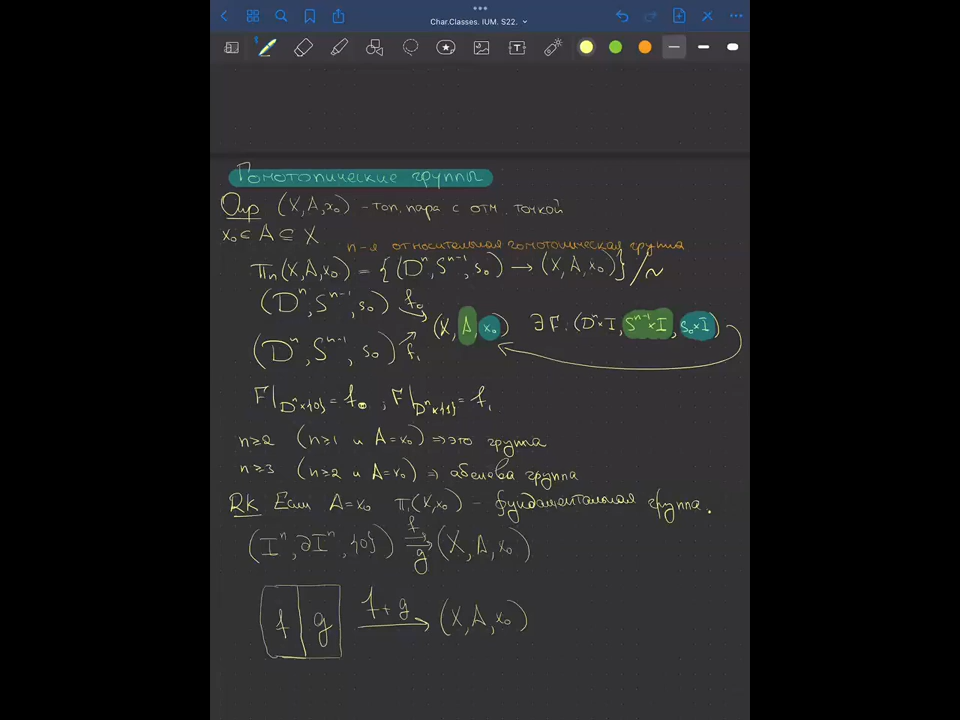 Char.Classes. IUM. S22.
Гомотопические группы
Опр (X, A, x₀) - топ. пара с отм. точкой
x₀ ∈ A ⊆ X
n-я относительная гомотопическая группа
πₙ(X, A, x₀) = {(Dⁿ, Sⁿ⁻¹, s₀) → (X, A, x₀)}/~
(Dⁿ, Sⁿ⁻¹, s₀) f₀
(X, A, x₀) ∃ F: (Dⁿ×I, Sⁿ⁻¹×I, s₀×I)
(Dⁿ, Sⁿ⁻¹, s₀) f₁
F|_{Dⁿ×{0}} = f₀, F|_{Dⁿ×{1}} = f₁
n≥2 (n≥1 и A=x₀) ⇒ это группа
n≥3 (n≥2 и A=x₀) ⇒ абелева группа
Rk Если A=x₀ π₁(X, x₀) - фундаментальная группа.
(Iⁿ, ∂Iⁿ, {0}) f g (X, A, x₀)
f g f+g (X, A, x₀)